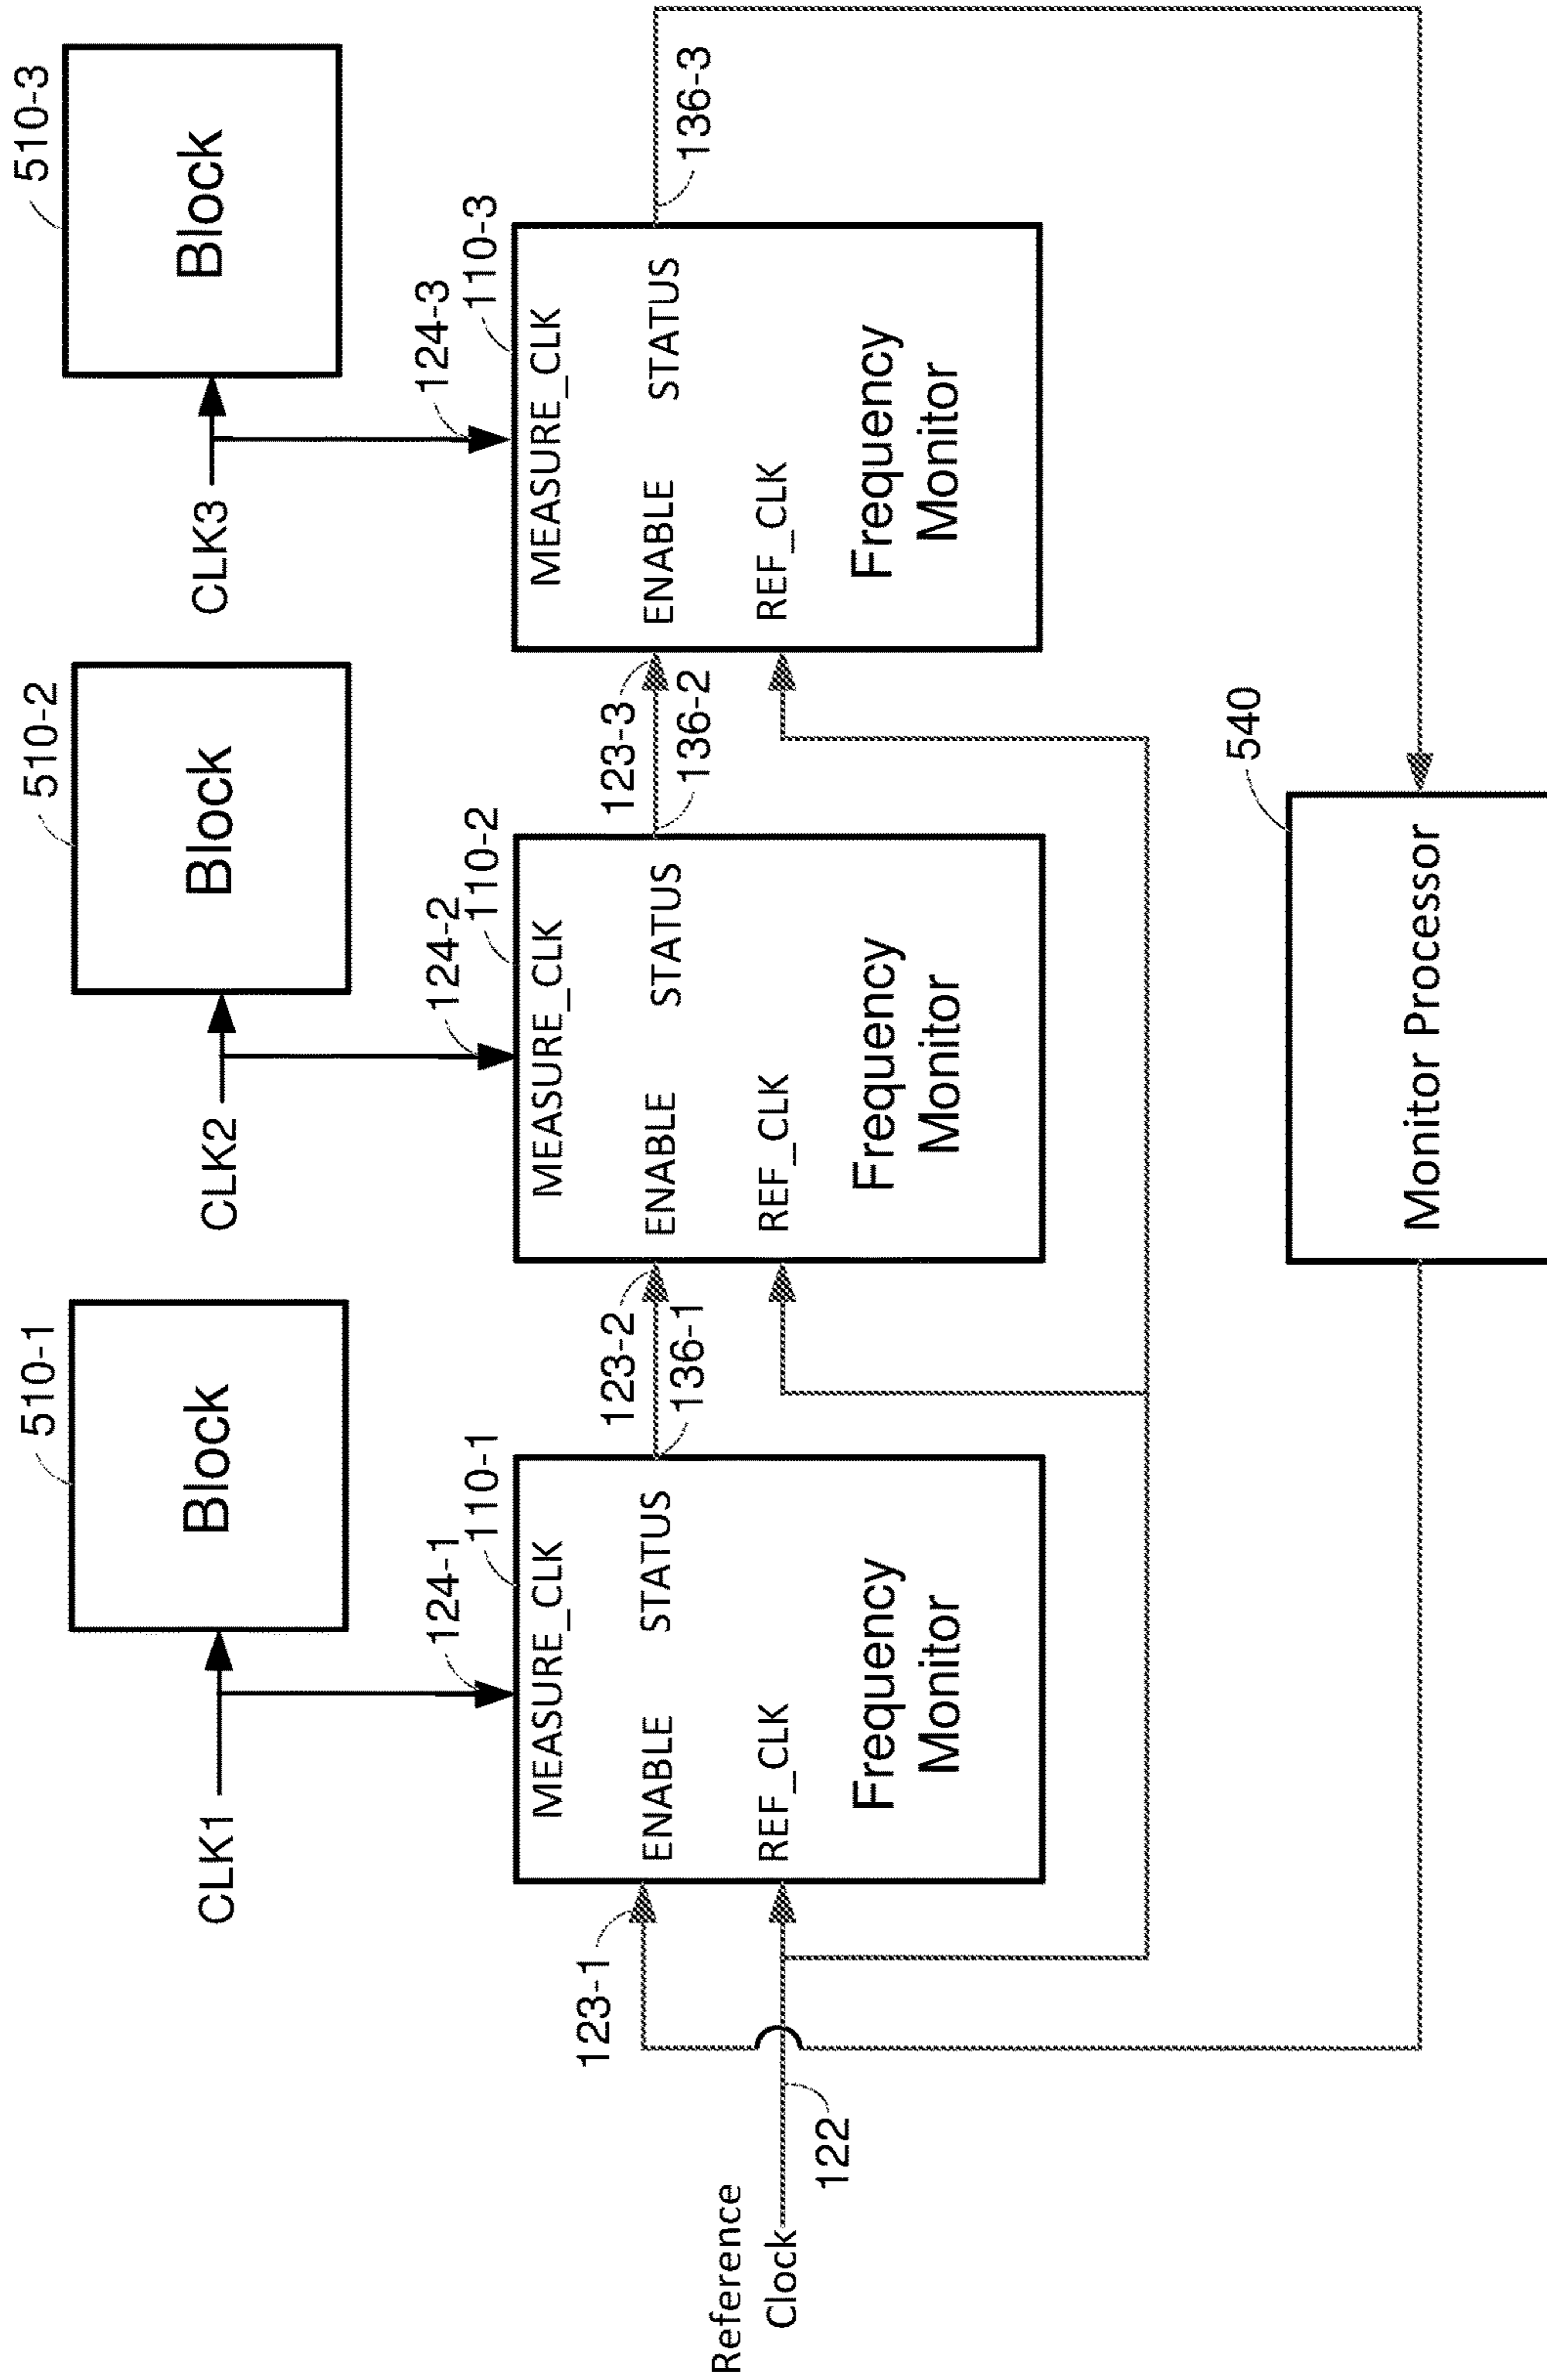 510-1
510-2
510-3
Block
Block
Block
CLK1
CLK2
CLK3
124-1
110-1
124-2
110-2
124-3
110-3
MEASURE_CLK
MEASURE_CLK
MEASURE_CLK
123-1
ENABLE STATUS
123-2
136-1
ENABLE STATUS
123-3
136-2
ENABLE STATUS
136-3
Reference
Clock
122
REF_CLK
REF_CLK
REF_CLK
Frequency
Monitor
Frequency
Monitor
Frequency
Monitor
540
Monitor Processor